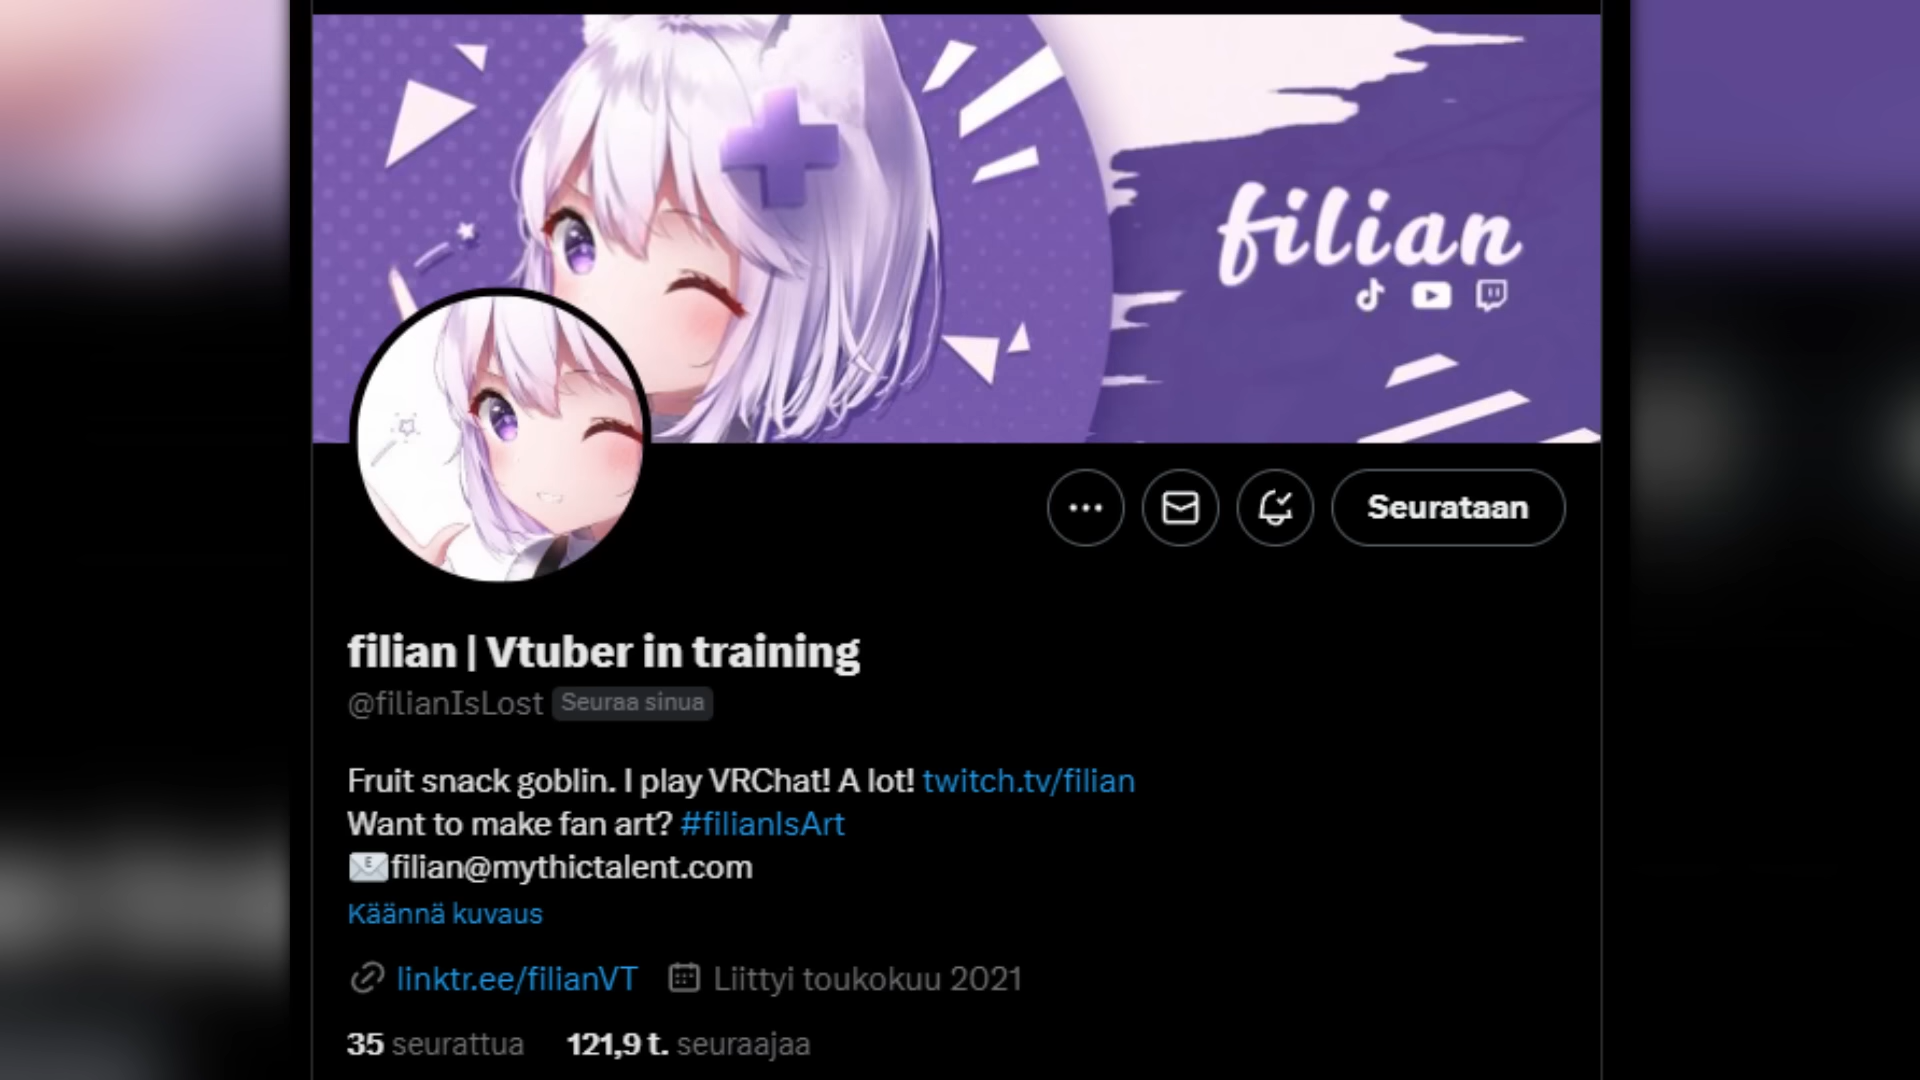 filian
Seurataan
filian | Vtuber in training
@filianIsLost Seuraa sinua
Fruit snack goblin. I play VRChat! A lot! twitch.tv/filian
Want to make fan art? #filianIsArt
filian@mythictalent.com
Käännä kuvaus
linktr.ee/filianVT Liittyi toukokuu 2021
35 seurattua 121,9 t. seuraajaa